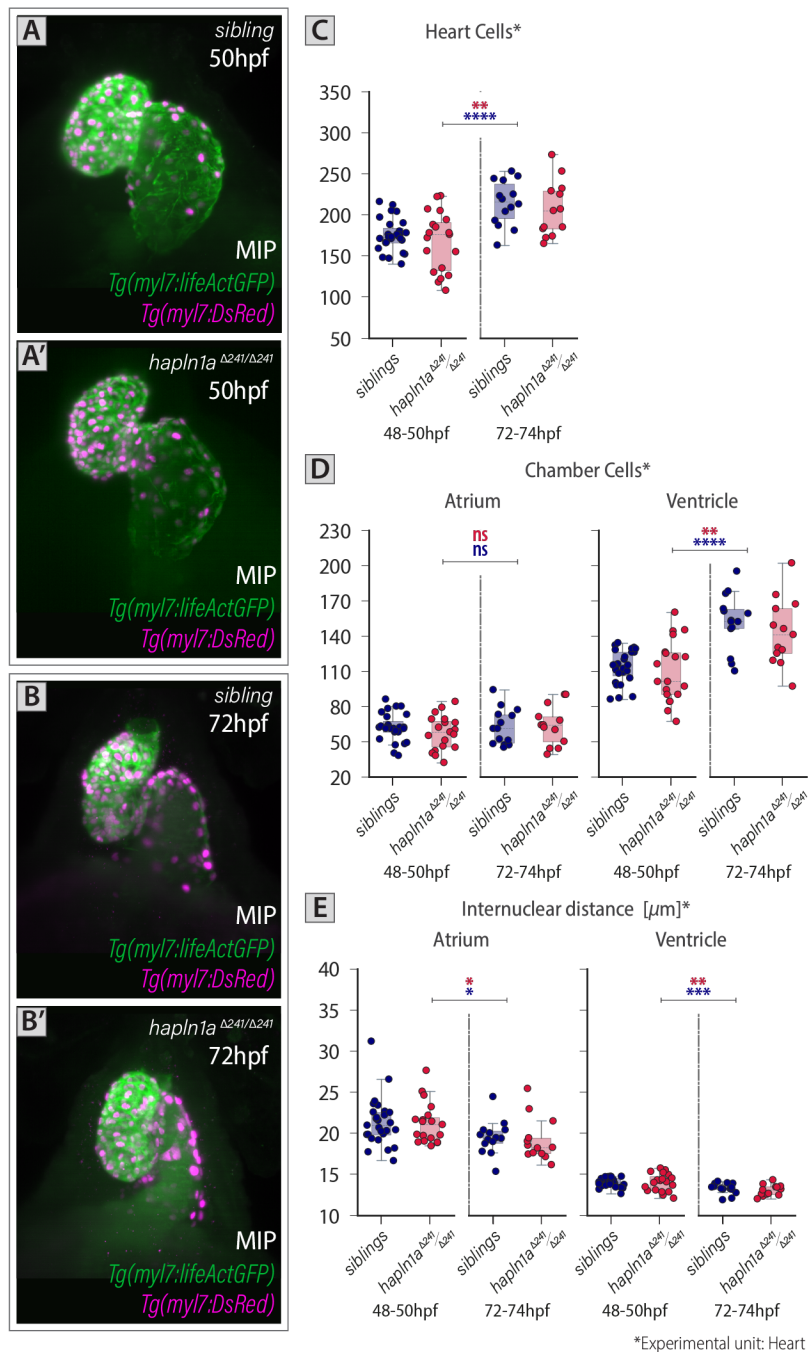 A
sibling
50hpf
MIP
Tg(myl7:lifeActGFP)
Tg(myl7:DsRed)
A′
hapln1a Δ241/Δ241
50hpf
MIP
Tg(myl7:lifeActGFP)
Tg(myl7:DsRed)
B
sibling
72hpf
MIP
Tg(myl7:lifeActGFP)
Tg(myl7:DsRed)
B′
hapln1a Δ241/Δ241
72hpf
MIP
Tg(myl7:lifeActGFP)
Tg(myl7:DsRed)
C
Heart Cells*
350
300
250
200
150
100
50
**
****
siblings
hapln1a Δ241/Δ241
siblings
hapln1a Δ241/Δ241
48-50hpf
72-74hpf
D
Chamber Cells*
Atrium
Ventricle
230
200
170
140
110
80
50
20
ns
ns
**
****
siblings
hapln1a Δ241/Δ241
siblings
hapln1a Δ241/Δ241
siblings
hapln1a Δ241/Δ241
siblings
hapln1a Δ241/Δ241
48-50hpf
72-74hpf
48-50hpf
72-74hpf
E
Internuclear distance [µm]*
Atrium
Ventricle
40
35
30
25
20
15
10
*
*
**
***
siblings
hapln1a Δ241/Δ241
siblings
hapln1a Δ241/Δ241
siblings
hapln1a Δ241/Δ241
siblings
hapln1a Δ241/Δ241
48-50hpf
72-74hpf
48-50hpf
72-74hpf
*Experimental unit: Heart